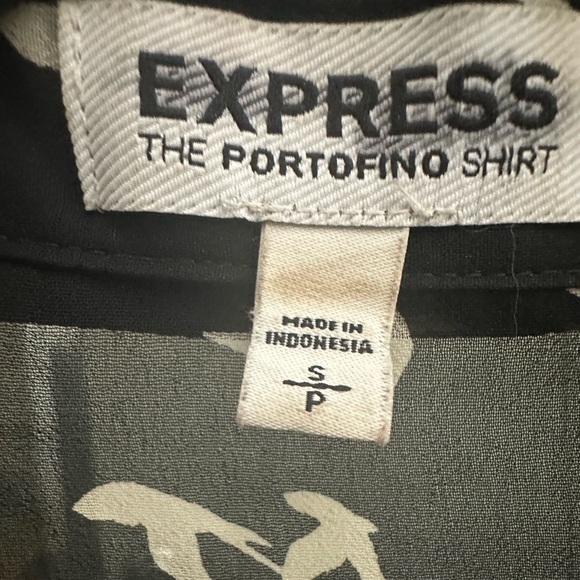 EXPRESS
THE PORTOFINO SHIRT
MADE IN
INDONESIA
S
P